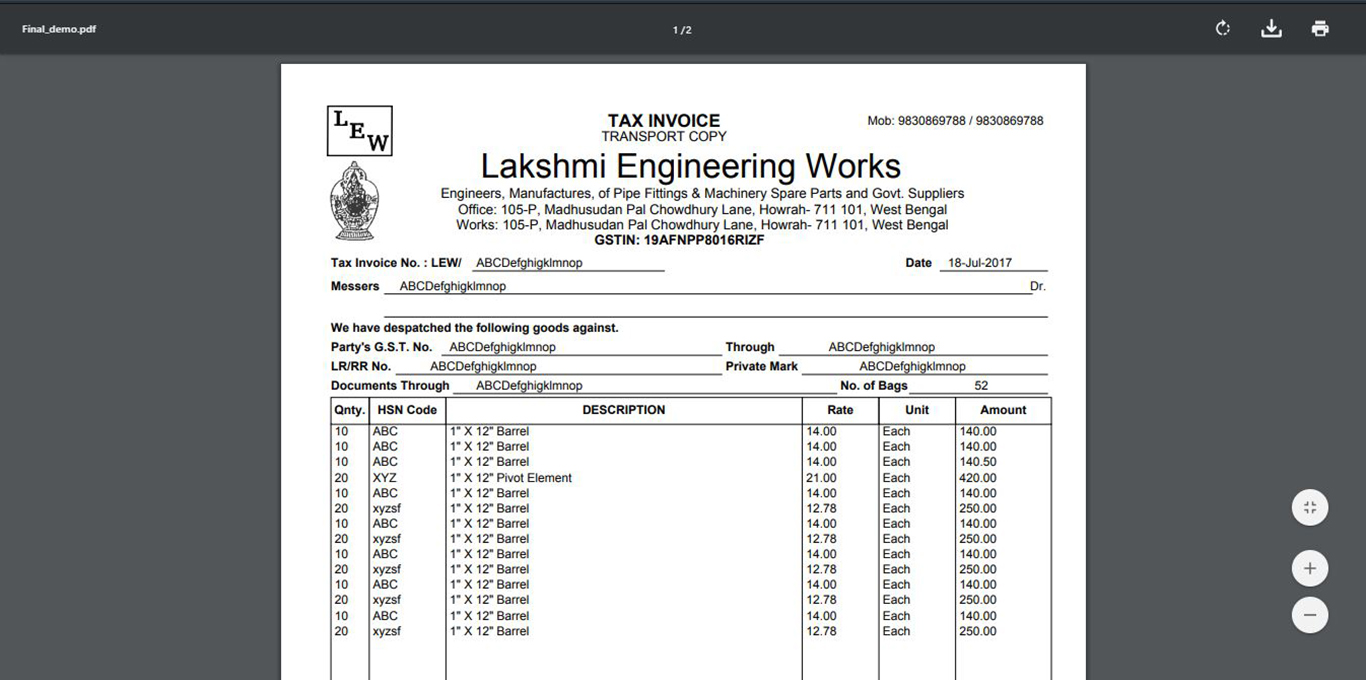 Final_demo.pdf
1 / 2
L E W
TAX INVOICE
Mob: 9830869788 / 9830869788
TRANSPORT COPY
Lakshmi Engineering Works
Engineers, Manufactures, of Pipe Fittings & Machinery Spare Parts and Govt. Suppliers
Office: 105-P, Madhusudan Pal Chowdhury Lane, Howrah- 711 101, West Bengal
Works: 105-P, Madhusudan Pal Chowdhury Lane, Howrah- 711 101, West Bengal
GSTIN: 19AFNPP8016RIZF
Tax Invoice No. : LEW/ ABCDefghigklmnop Date 18-Jul-2017
Messers ABCDefghigklmnop Dr.
We have despatched the following goods against.
Party's G.S.T. No. ABCDefghigklmnop Through ABCDefghigklmnop
LR/RR No. ABCDefghigklmnop Private Mark ABCDefghigklmnop
Documents Through ABCDefghigklmnop No. of Bags 52
Qnty. HSN Code DESCRIPTION Rate Unit Amount
10 ABC 1" X 12" Barrel 14.00 Each 140.00
10 ABC 1" X 12" Barrel 14.00 Each 140.00
10 ABC 1" X 12" Barrel 14.00 Each 140.50
20 XYZ 1" X 12" Pivot Element 21.00 Each 420.00
10 ABC 1" X 12" Barrel 14.00 Each 140.00
20 xyzsf 1" X 12" Barrel 12.78 Each 250.00
10 ABC 1" X 12" Barrel 14.00 Each 140.00
20 xyzsf 1" X 12" Barrel 12.78 Each 250.00
10 ABC 1" X 12" Barrel 14.00 Each 140.00
20 xyzsf 1" X 12" Barrel 12.78 Each 250.00
10 ABC 1" X 12" Barrel 14.00 Each 140.00
20 xyzsf 1" X 12" Barrel 12.78 Each 250.00
10 ABC 1" X 12" Barrel 14.00 Each 140.00
20 xyzsf 1" X 12" Barrel 12.78 Each 250.00